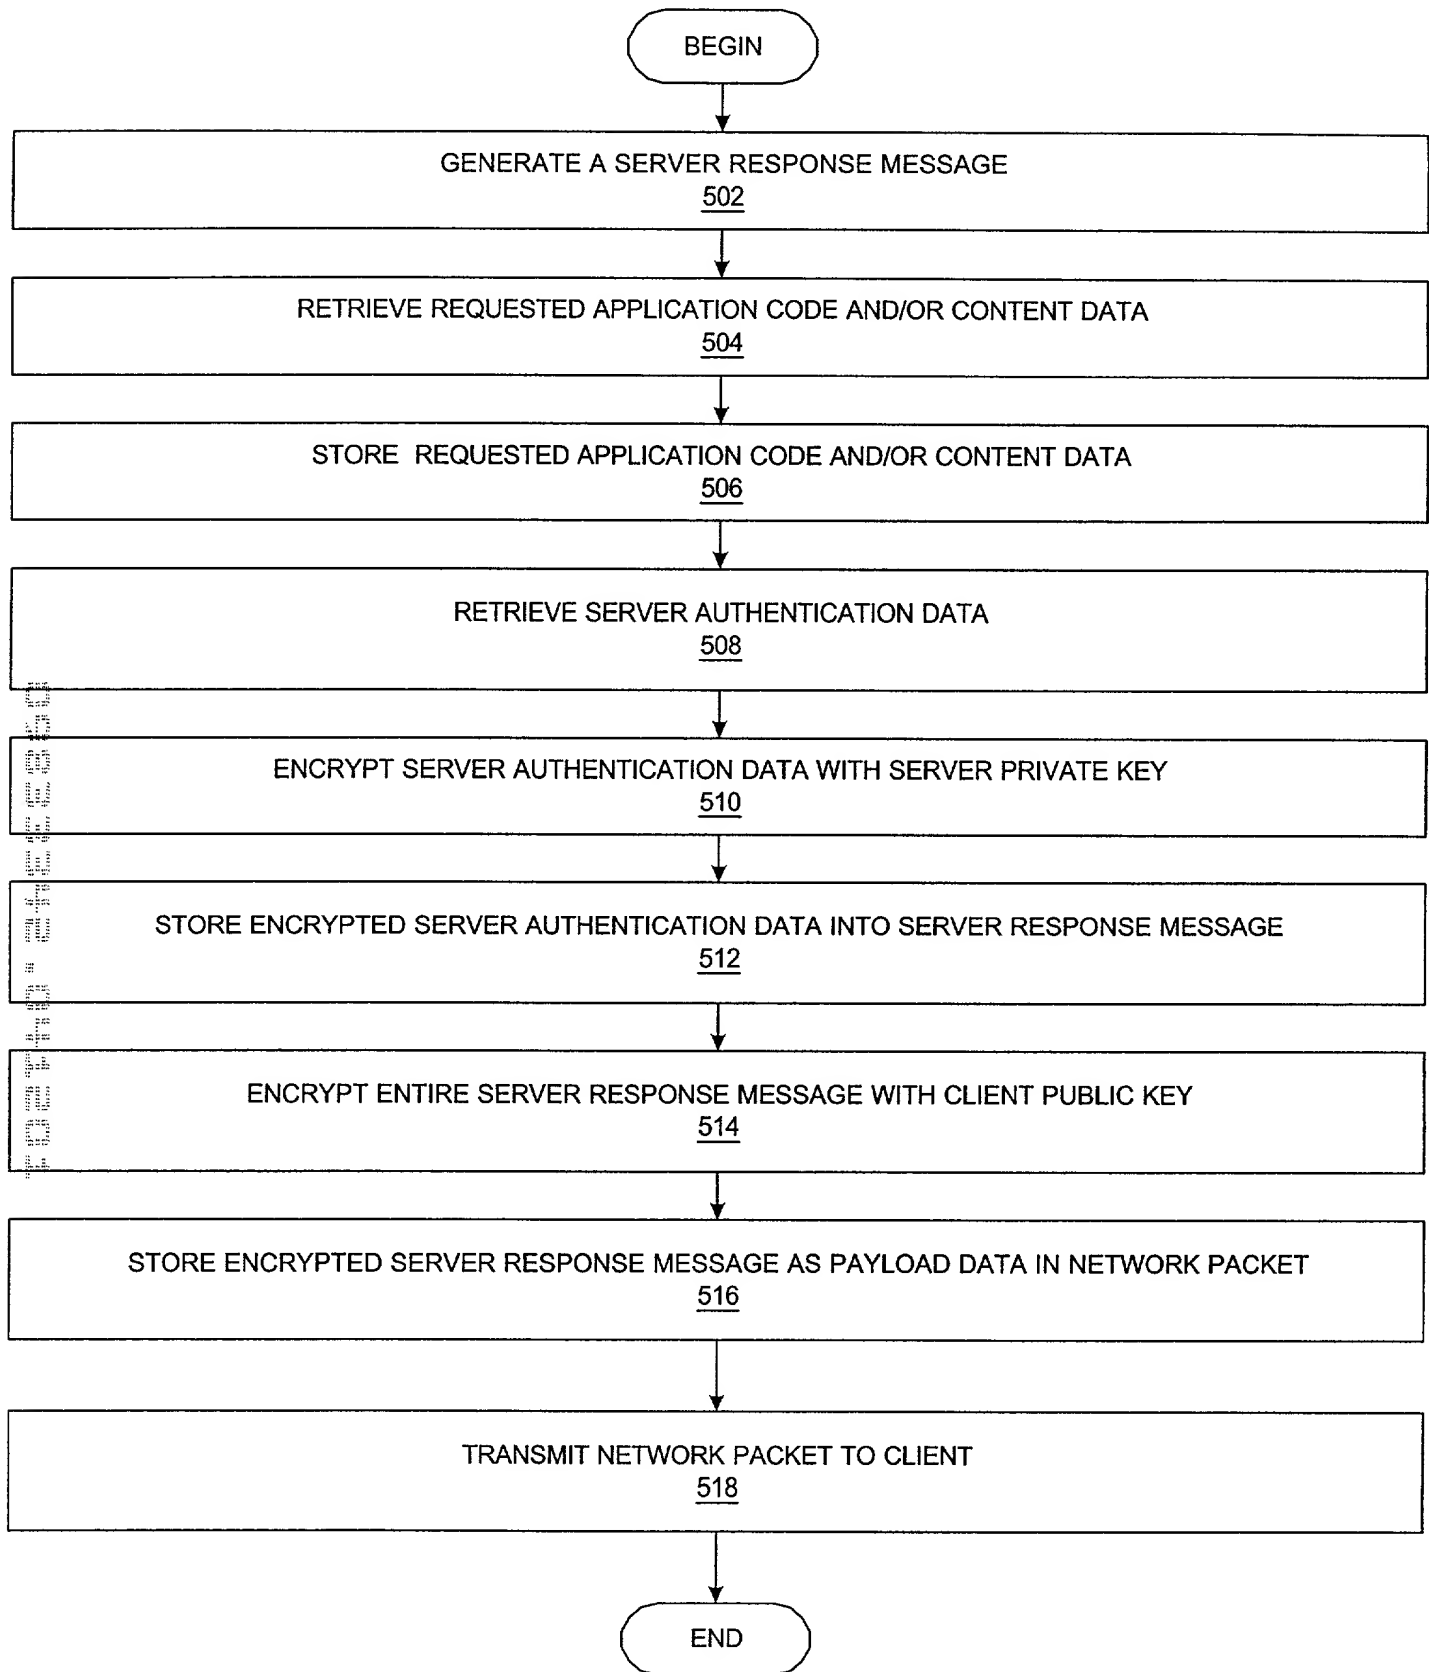 BEGIN
GENERATE A SERVER RESPONSE MESSAGE
502
RETRIEVE REQUESTED APPLICATION CODE AND/OR CONTENT DATA
504
STORE REQUESTED APPLICATION CODE AND/OR CONTENT DATA
506
RETRIEVE SERVER AUTHENTICATION DATA
508
ENCRYPT SERVER AUTHENTICATION DATA WITH SERVER PRIVATE KEY
510
STORE ENCRYPTED SERVER AUTHENTICATION DATA INTO SERVER RESPONSE MESSAGE
512
ENCRYPT ENTIRE SERVER RESPONSE MESSAGE WITH CLIENT PUBLIC KEY
514
STORE ENCRYPTED SERVER RESPONSE MESSAGE AS PAYLOAD DATA IN NETWORK PACKET
516
TRANSMIT NETWORK PACKET TO CLIENT
518
END